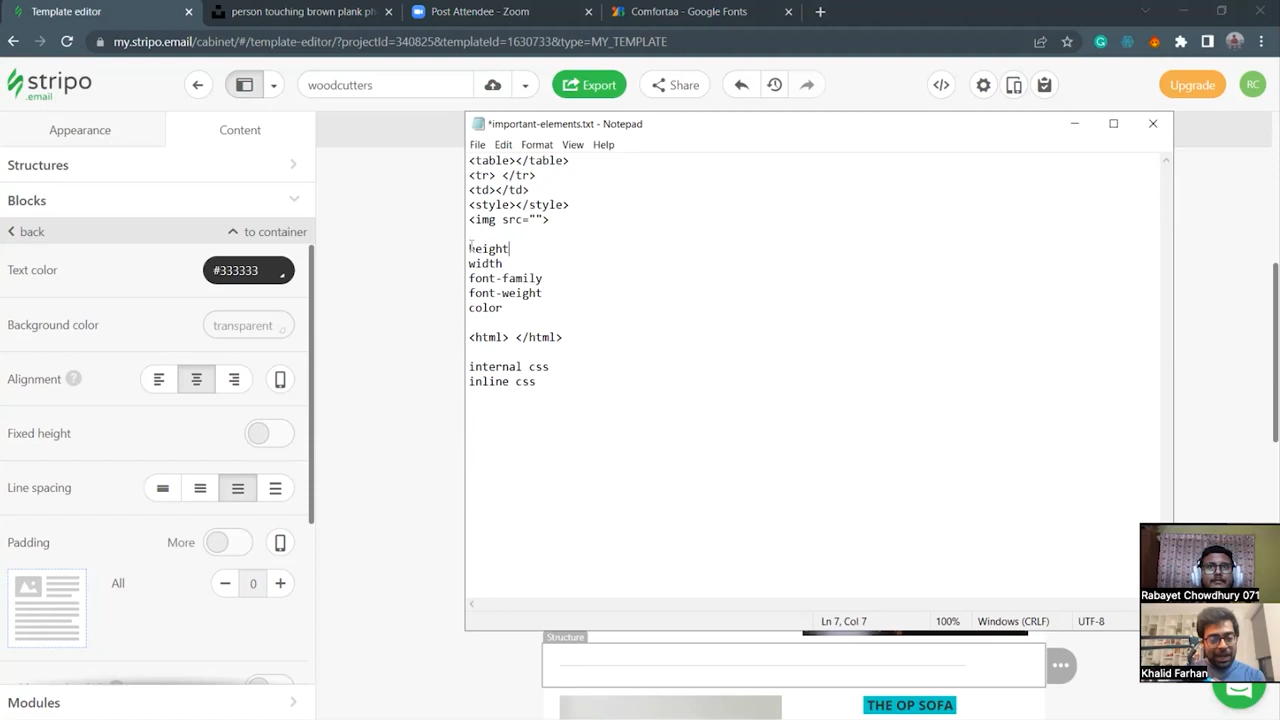 Template editor
person touching brown plank ph
Post Attendee - Zoom
Comfortaa - Google Fonts
my.stripo.email/cabinet/#/template-editor/?projectId=340825&templateId=1630733&type=MY_TEMPLATE
stripo
.email
woodcutters
Export
Share
Upgrade
RC
Appearance
Content
Structures
Blocks
back
to container
Text color
#333333
Background color
transparent
Alignment
?
Fixed height
Line spacing
Padding
More
All
0
Modules
*important-elements.txt - Notepad
File
Edit
Format
View
Help
<table></table>
<tr> </tr>
<td></td>
<style></style>
<img src="">
height
width
font-family
font-weight
color
<html> </html>
internal css
inline css
Ln 7, Col 7
100%
Windows (CRLF)
UTF-8
Structure
THE OP SOFA
Rabayet Chowdhury 071
Khalid Farhan